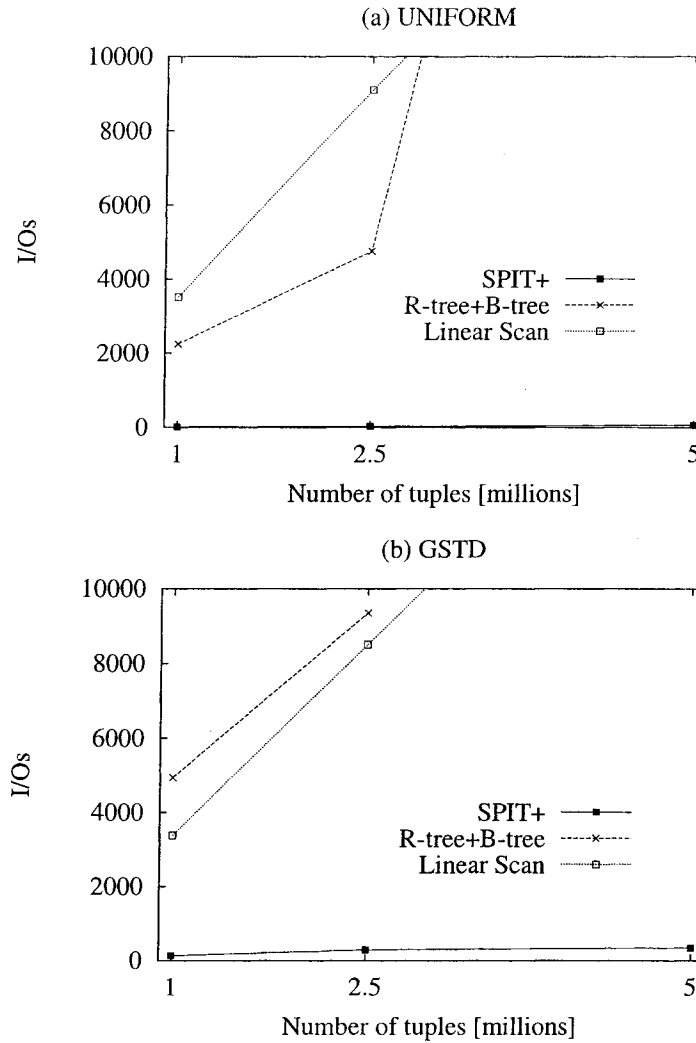 (a) UNIFORM
10000
8000
6000
4000
2000
0
I/Os
SPIT+
R-tree+B-tree
Linear Scan
1
2.5
5
Number of tuples [millions]
(b) GSTD
10000
8000
6000
4000
2000
0
I/Os
SPIT+
R-tree+B-tree
Linear Scan
1
2.5
5
Number of tuples [millions]